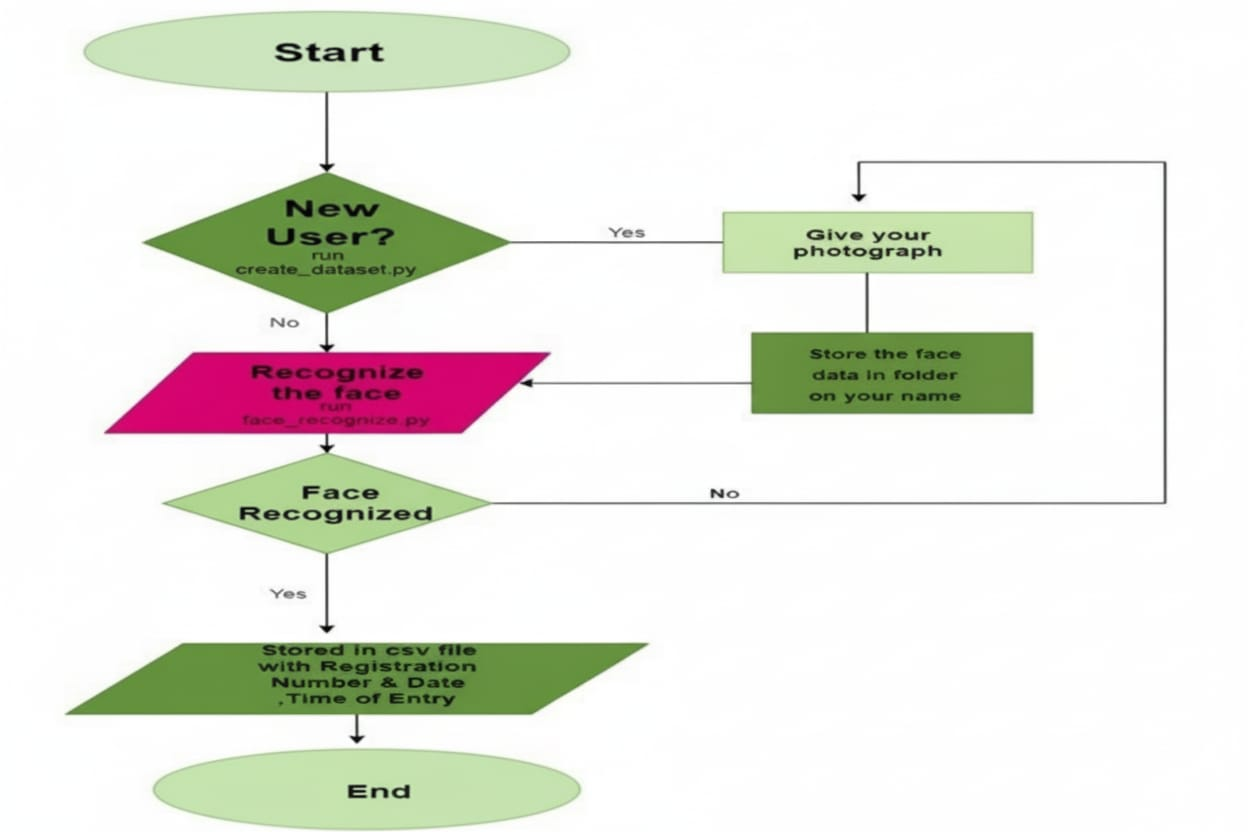 Start
New
User?
run
create_dataset.py
Yes
Give your
photograph
No
Recognize
the face
run
face_recognize.py
Store the face
data in folder
on your name
Face
Recognized
No
Yes
Stored in csv file
with Registration
Number & Date
,Time of Entry
End